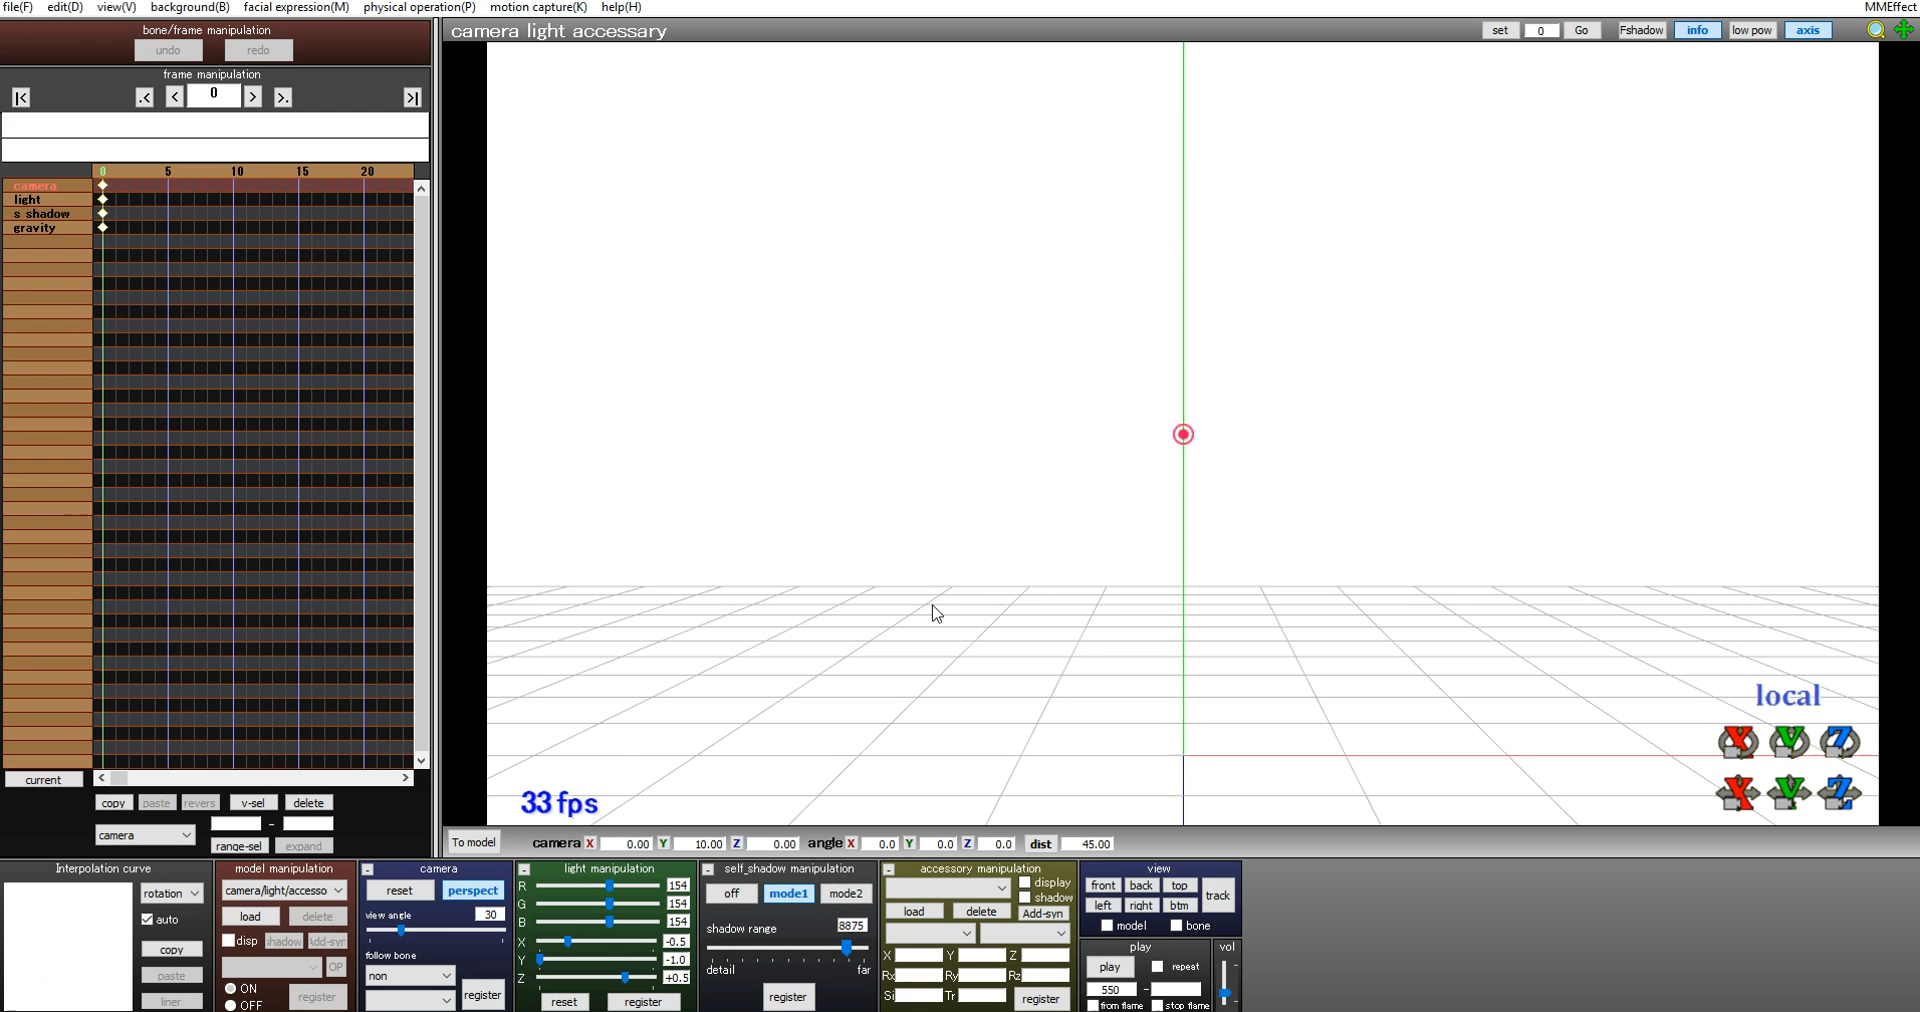 file(F) edit(D) view(V) background(B) facial expression(M) physical operation(P) motion capture(K) help(H) MMEffect
bone/frame manipulation
undo redo
frame manipulation
|< .< < 0 > >. >|
camera light accessary
set 0 Go Fshadow info low pow axis
0 5 10 15 20
camera
light
s shadow
gravity
local
X Y Z
X Y Z
33 fps
current
copy paste revers v-sel delete
camera -
range-sel expand
To model camera X 0.00 Y 10.00 Z 0.00 angle X 0.0 Y 0.0 Z 0.0 dist 45.00
Interpolation curve
rotation
auto
copy
paste
liner
model manipulation
camera/light/accesso
load delete
disp shadow Add-syn
OP
ON
OFF
register
- camera
reset perspect
view angle 30
follow bone
non
register
- light manipulation
R 154
G 154
B 154
X -0.5
Y -1.0
Z +0.5
reset register
- self_shadow manipulation
off mode1 mode2
shadow range 8875
detail far
register
- accessory manipulation
display
shadow
load delete Add-syn
X Y Z
Rx Ry Rz
Si Tr register
view
front back top
left right btm
track
model bone
play
play repeat
550 -
from flame stop flame
vol